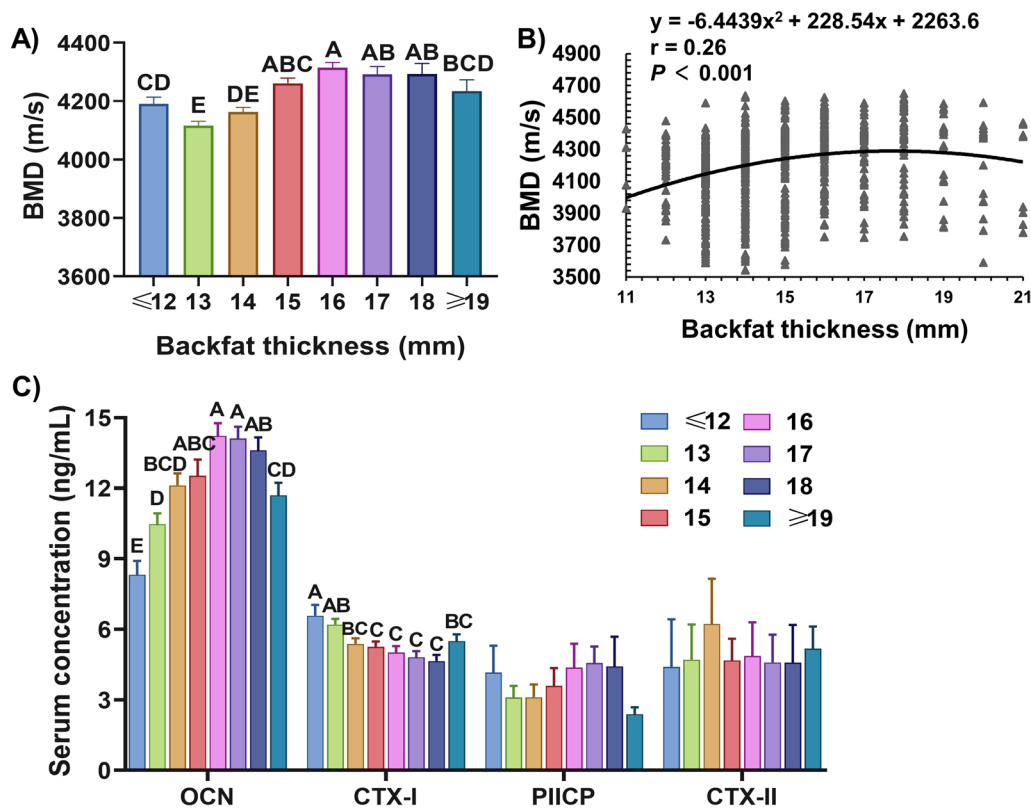 A)
4400
4200
4000
3800
3600
BMD (m/s)
CD
E
DE
ABC
A
AB
AB
BCD
≤12 13 14 15 16 17 18 ≥19
Backfat thickness (mm)
B)
y = -6.4439x² + 228.54x + 2263.6
r = 0.26
P < 0.001
4900
4700
4500
4300
4100
3900
3700
3500
BMD (m/s)
11 13 15 17 19 21
Backfat thickness (mm)
C)
15
12
9
6
3
0
Serum concentration (ng/mL)
E
D
BCD
ABC
A
A
AB
CD
A
AB
BC
C
C
C
C
BC
OCN CTX-I PIICP CTX-II
≤12
13
14
15
16
17
18
≥19